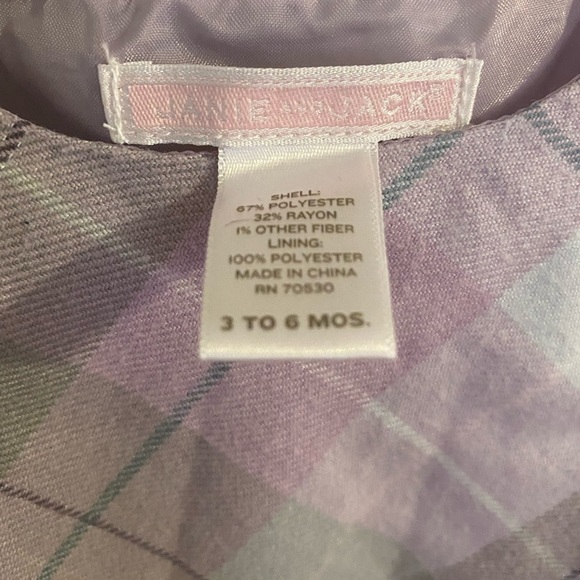 JANIE AND JACK
SHELL:
67% POLYESTER
32% RAYON
1% OTHER FIBER
LINING:
100% POLYESTER
MADE IN CHINA
RN 70530
3 TO 6 MOS.